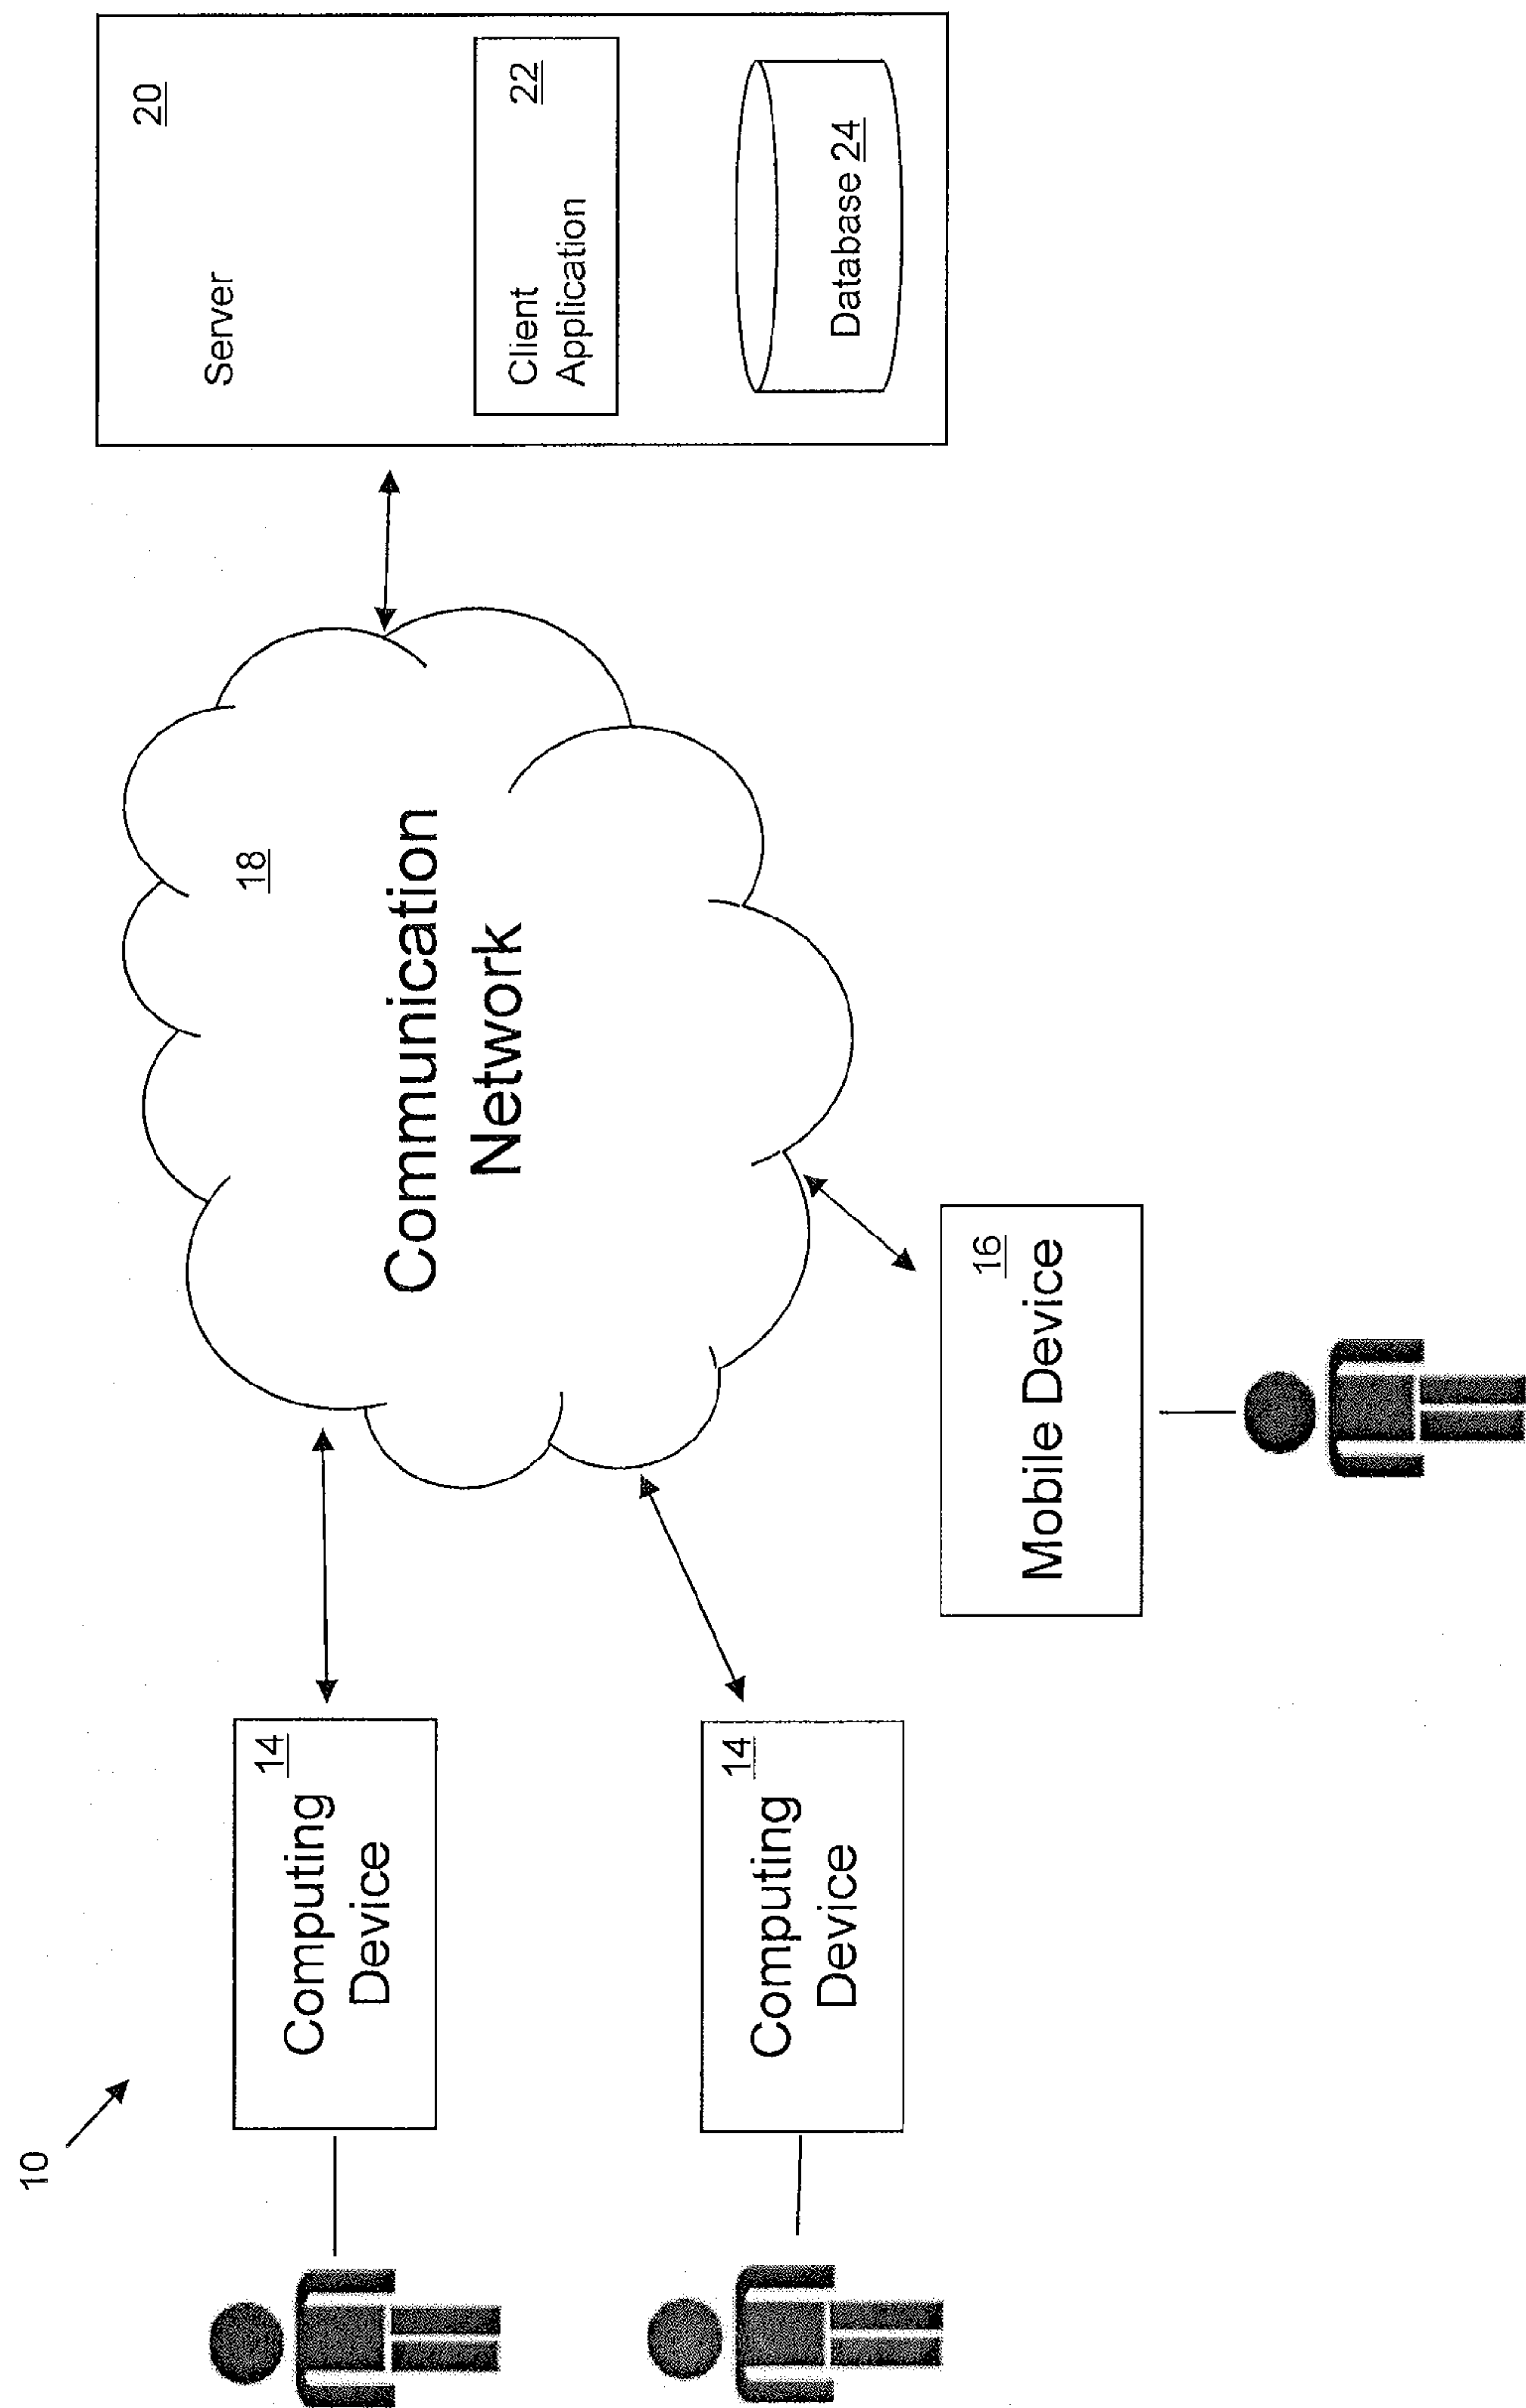 10
14
Computing
Device
14
Computing
Device
16
Mobile Device
18
Communication
Network
20
Server
22
Client
Application
Database 24